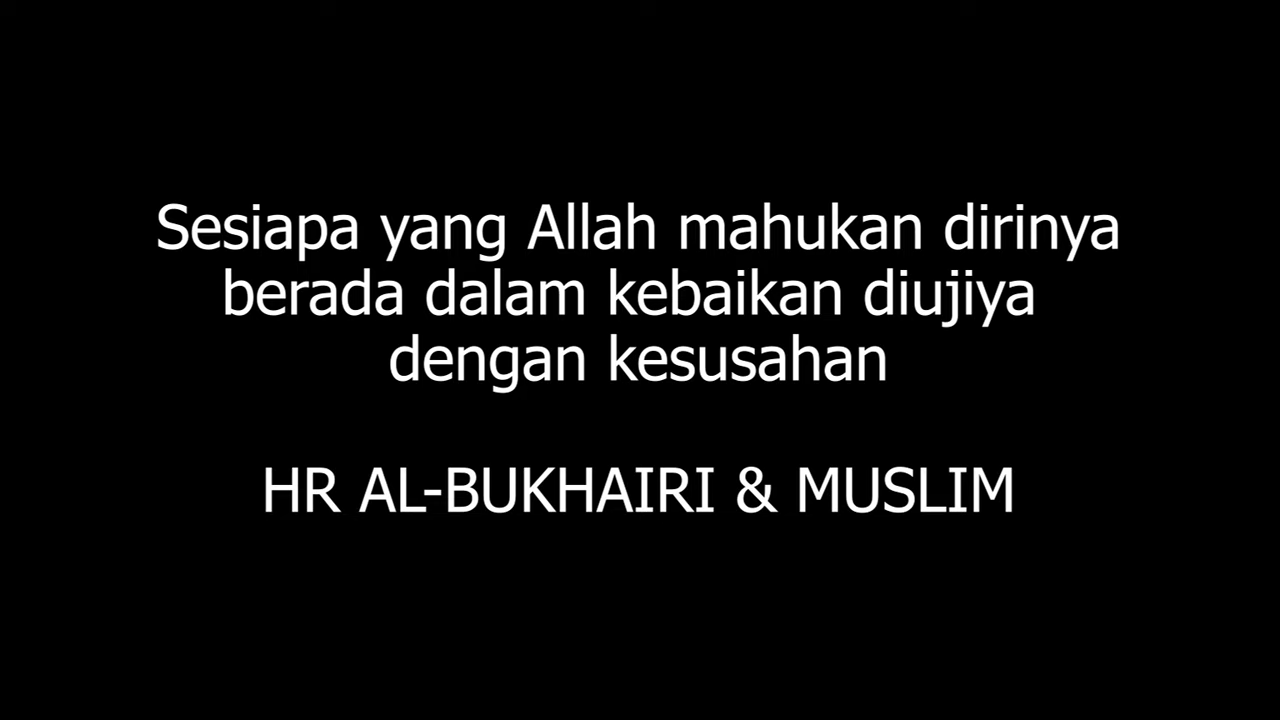 Sesiapa yang Allah mahukan dirinya
berada dalam kebaikan diujiya
dengan kesusahan
HR AL-BUKHAIRI & MUSLIM